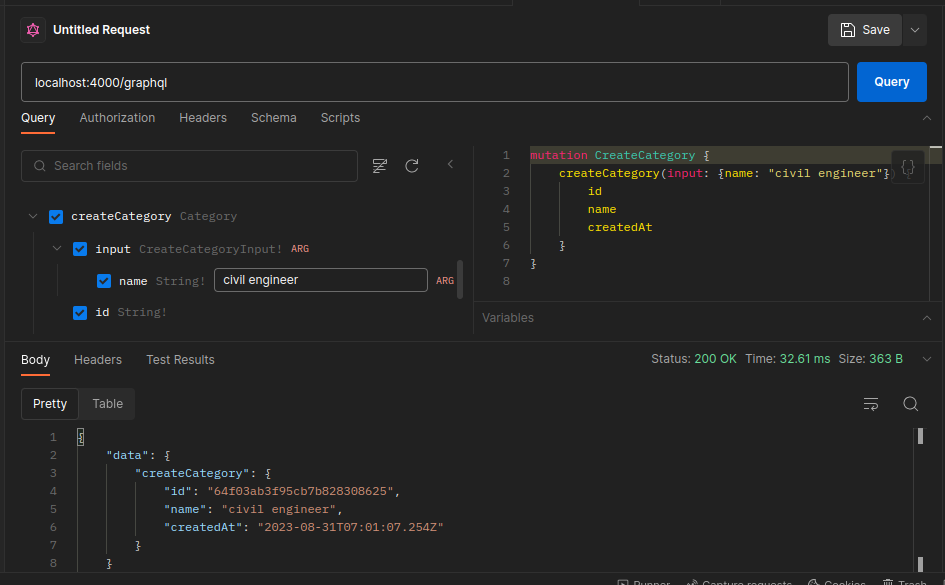 Untitled Request
Save
localhost:4000/graphql
Query
Query Authorization Headers Schema Scripts
Search fields
createCategory Category
input CreateCategoryInput! ARG
name String! civil engineer ARG
id String!
1 mutation CreateCategory {
2 createCategory(input: {name: "civil engineer"}
3 id
4 name
5 createdAt
6 }
7 }
8
{}
Variables
Body Headers Test Results
Status: 200 OK Time: 32.61 ms Size: 363 B
Pretty Table
1 {
2 "data": {
3 "createCategory": {
4 "id": "64f03ab3f95cb7b828308625",
5 "name": "civil engineer",
6 "createdAt": "2023-08-31T07:01:07.254Z"
7 }
8 }
Runner Capture requests Cookies Trash